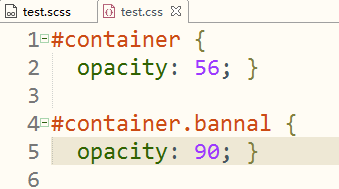 test.scss test.css
1 #container {
2 opacity: 56; }
3
4 #container.bannal {
5 opacity: 90; }
6